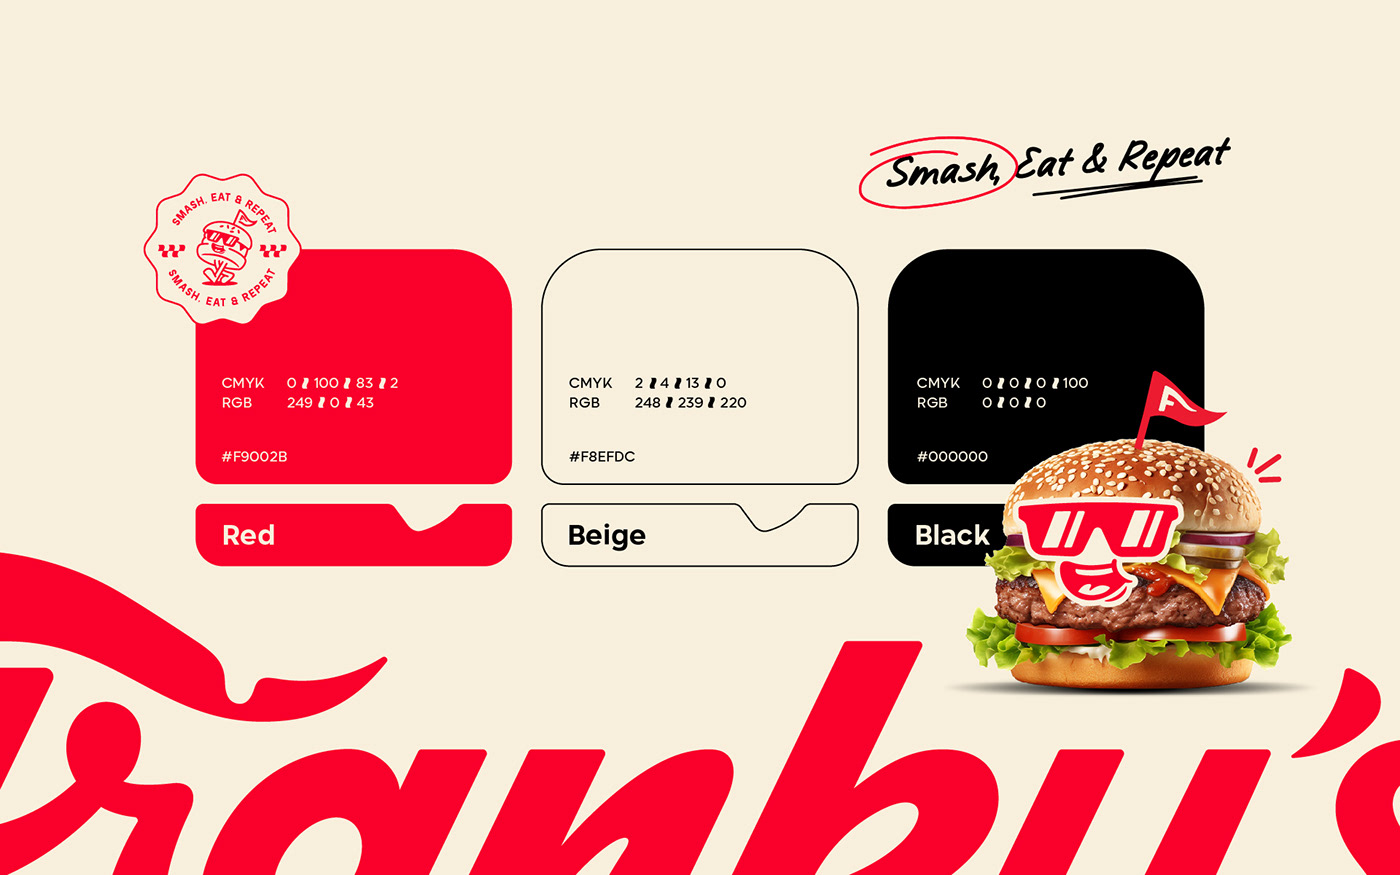 Smash, Eat & Repeat
SMASH. EAT & REPEAT
SMASH. EAT & REPEAT
CMYK 0 / 100 / 83 / 2
RGB 249 / 0 / 43
#F9002B
Red
CMYK 2 / 4 / 13 / 0
RGB 248 / 239 / 220
#F8EFDC
Beige
CMYK 0 / 0 / 0 / 100
RGB 0 / 0 / 0
#000000
Black
F
Franky's